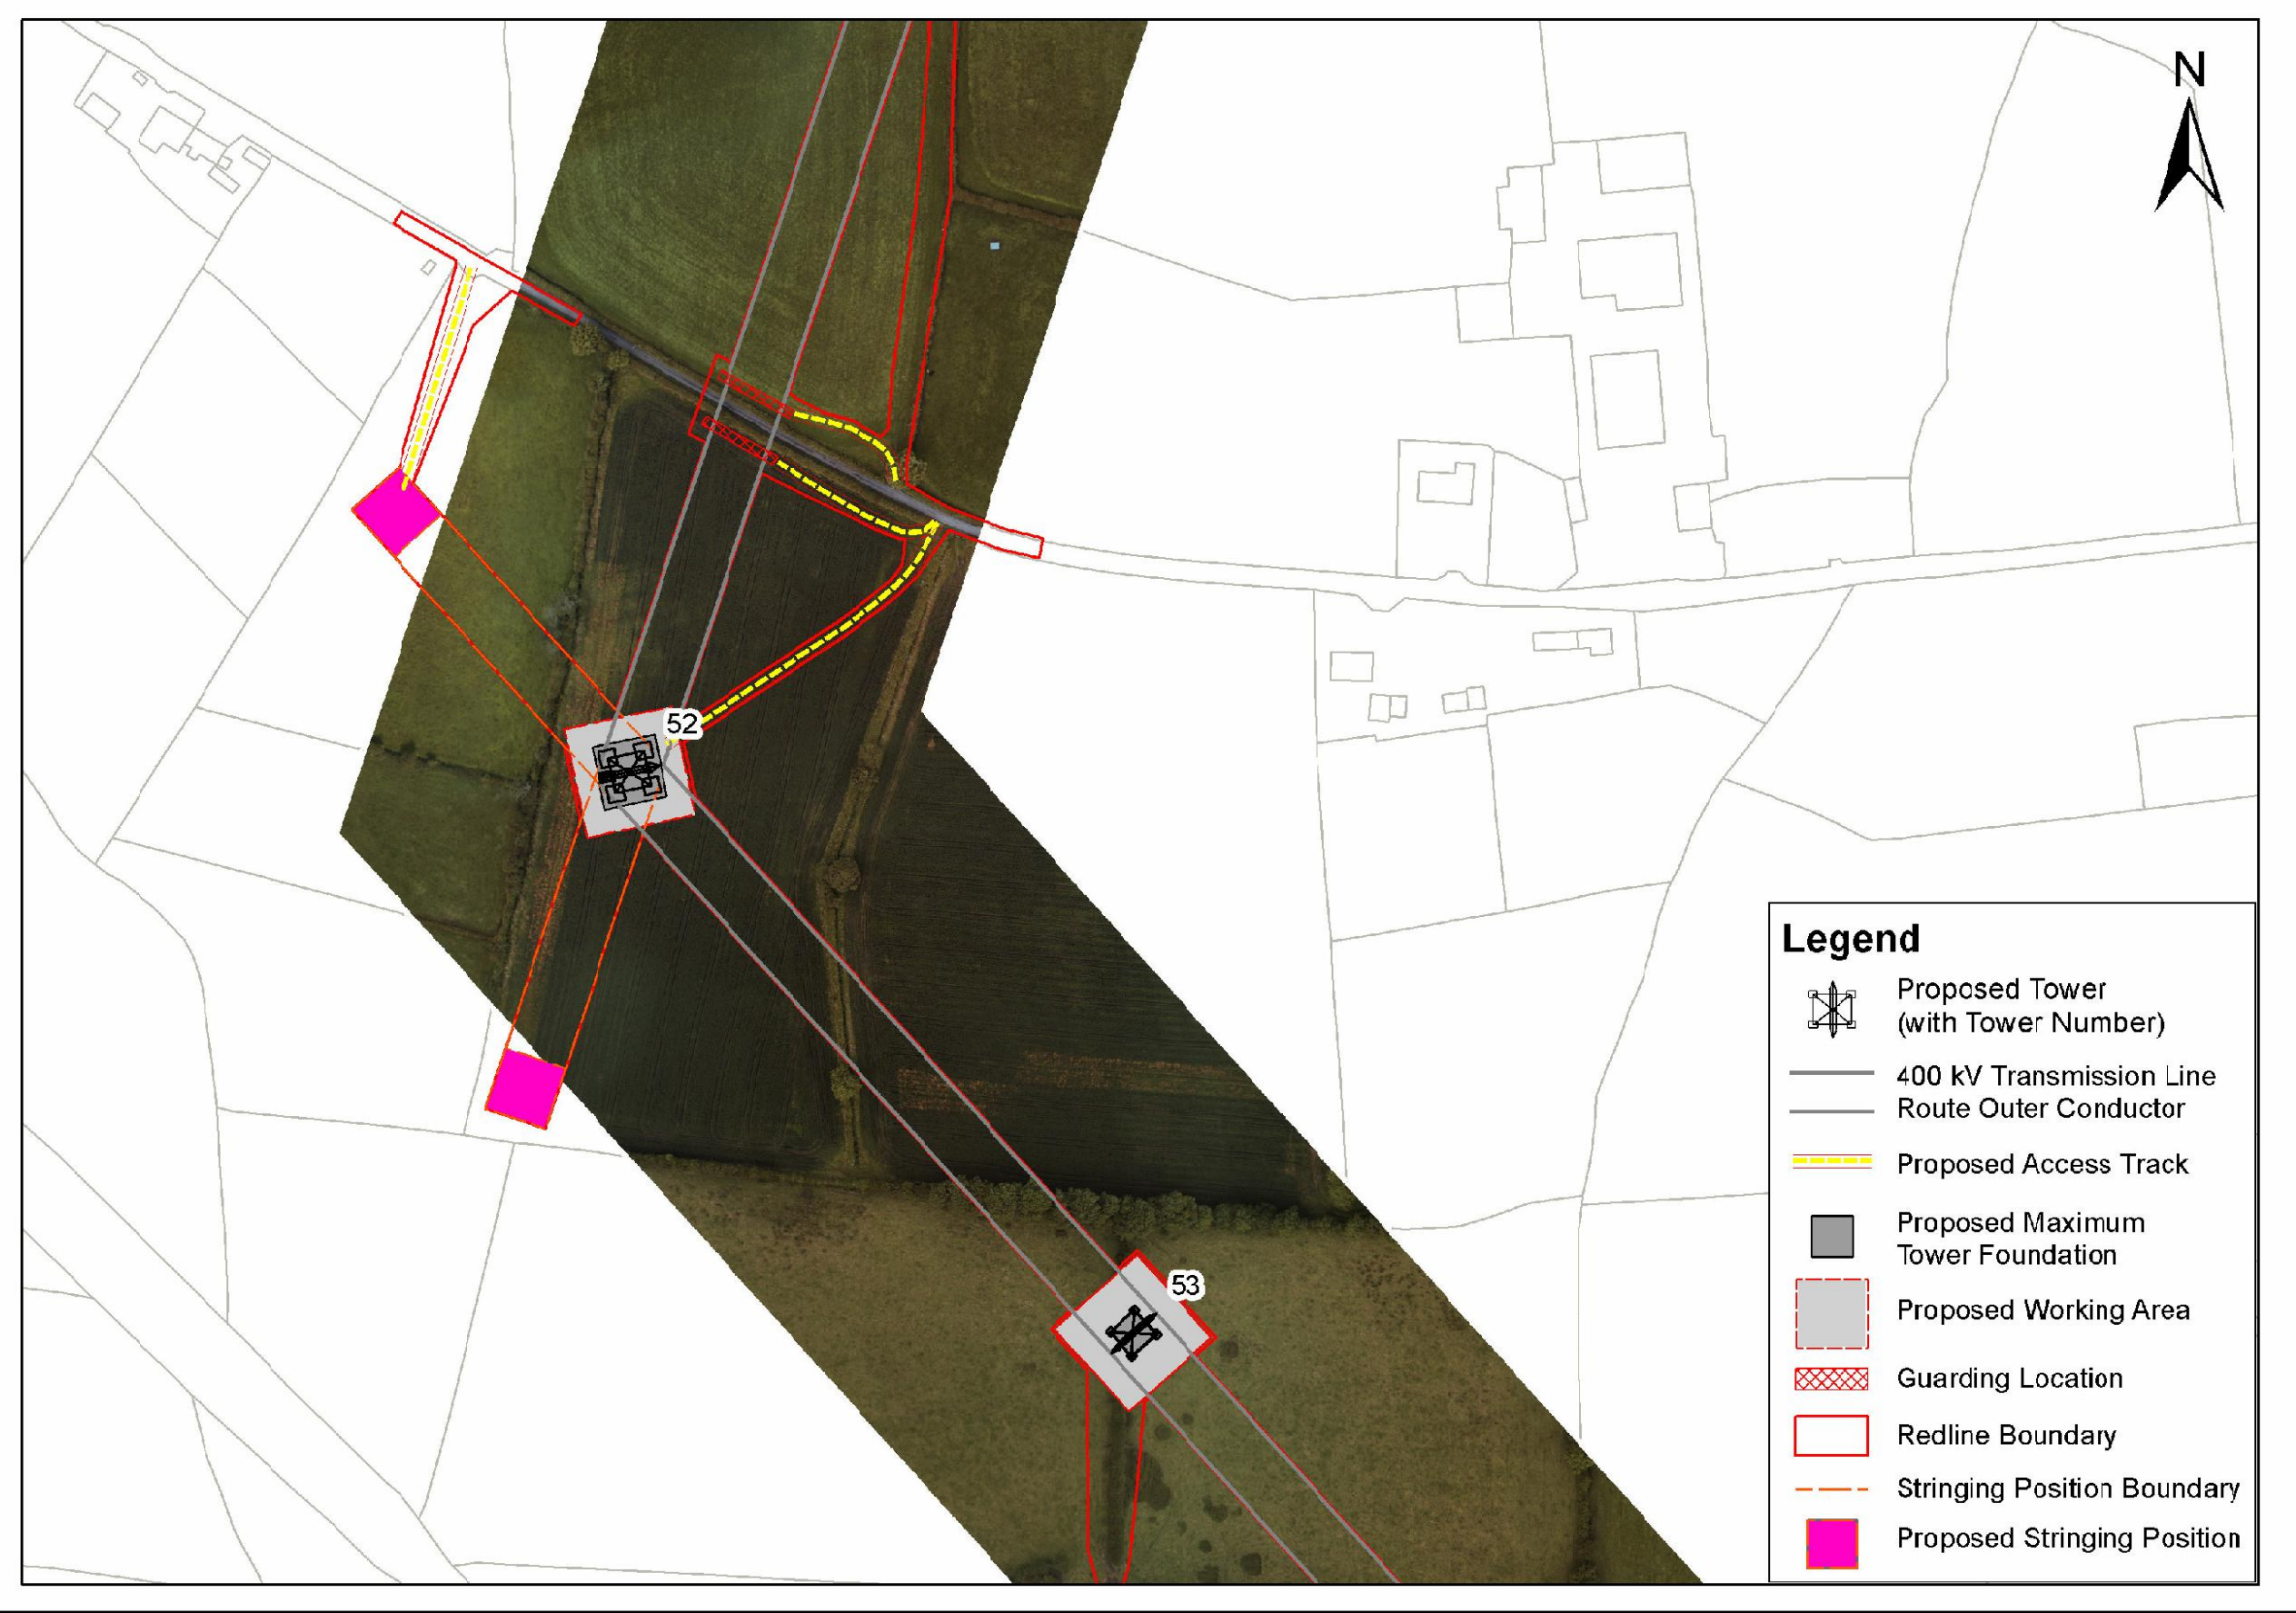 N
52
53
Legend
Proposed Tower
(with Tower Number)
400 kV Transmission Line
Route Outer Conductor
Proposed Access Track
Proposed Maximum
Tower Foundation
Proposed Working Area
Guarding Location
Redline Boundary
Stringing Position Boundary
Proposed Stringing Position